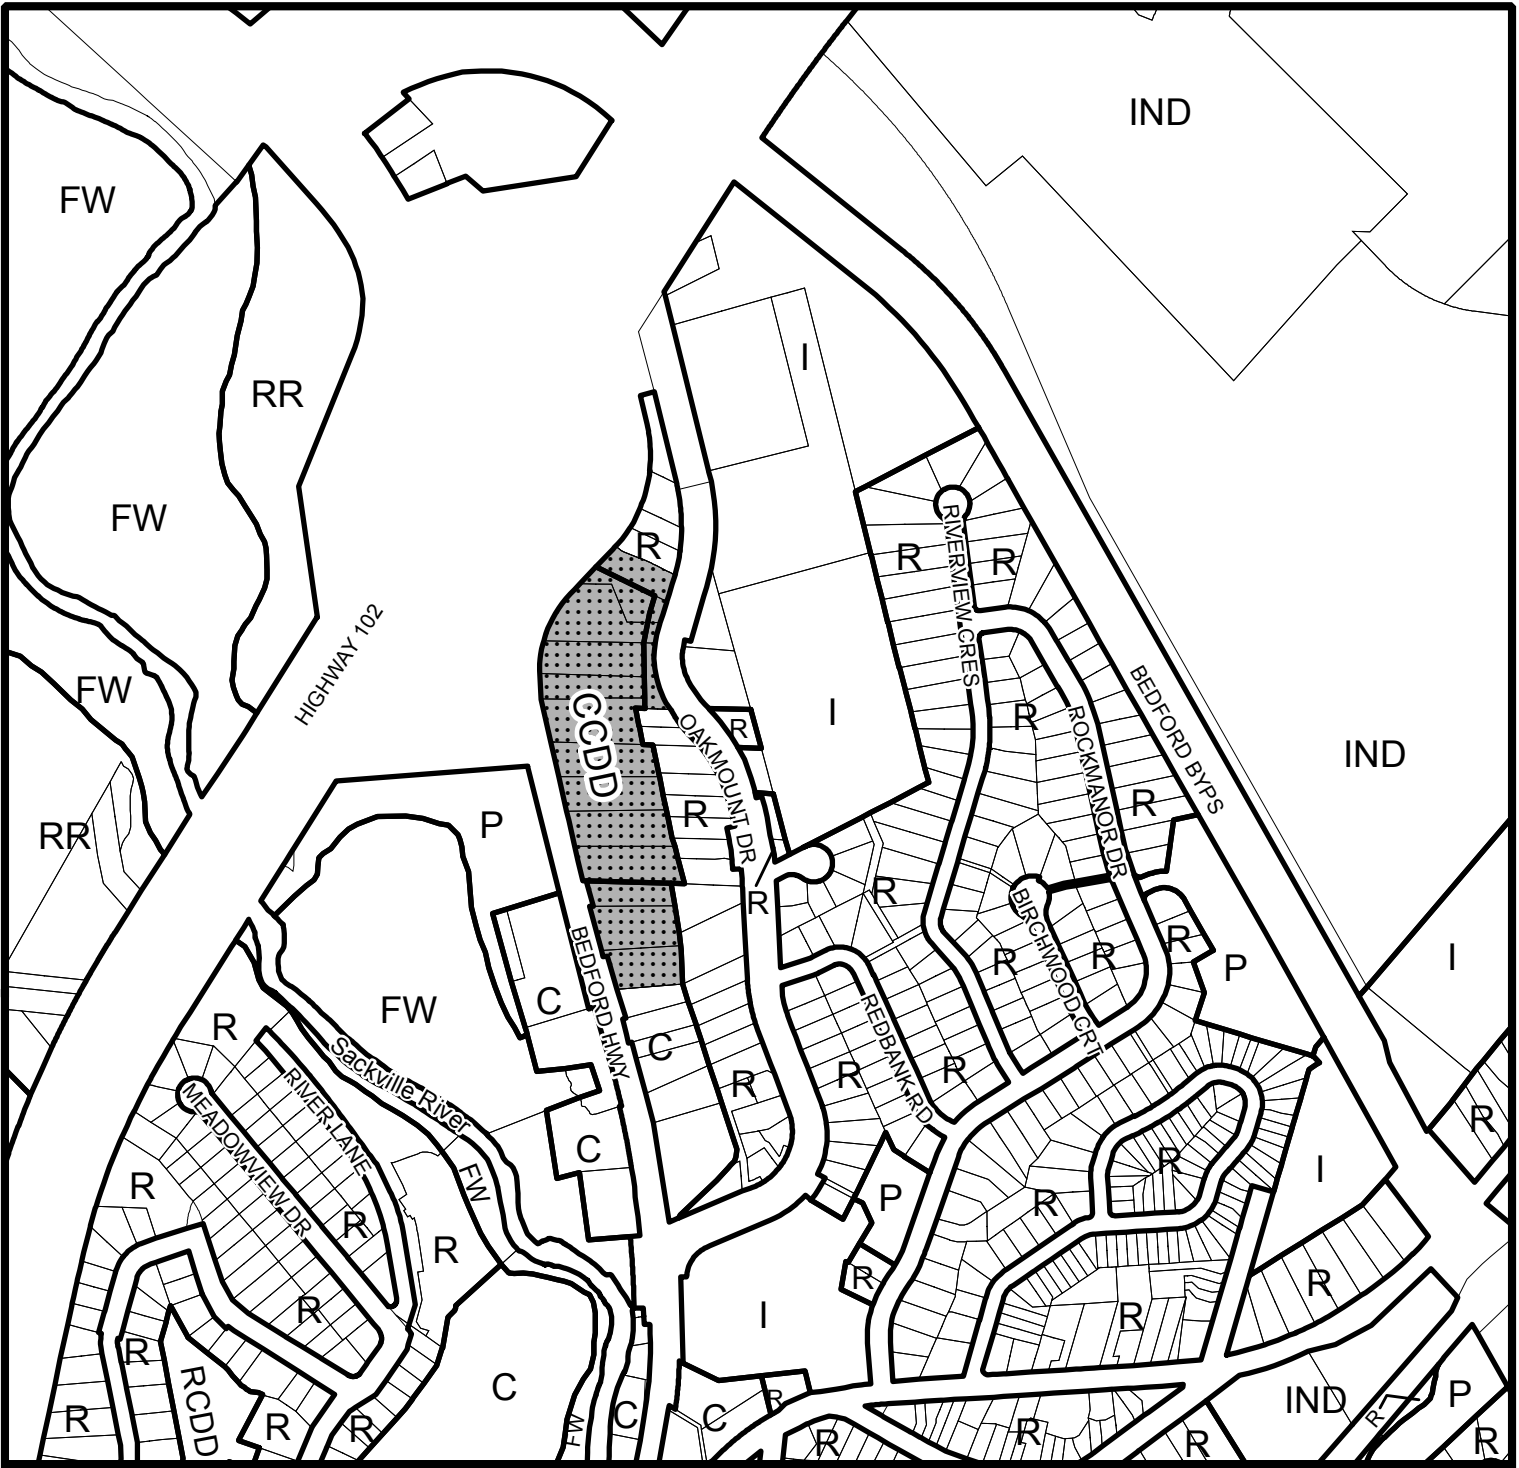 IND
FW
I
RR
FW
R
R
R
RIVERVIEW CRES
HIGHWAY 102
FW
CCDD
OAKMOUNT DR
R
I
R
ROCKMANOR DR
BEDFORD BYPS
IND
R
R
P
RR
R
R
BIRCHWOOD CRT
R
R
R
P
I
BEDFORD HWY
C
FW
REDBANK RD
R
C
R
R
R
Sackville River
RIVER LANE
MEADOWVIEW DR
R
C
R
I
R
FW
P
R
R
R
R
R
I
R
R
R
R
C
RCDD
IND
P
R
C
C
R
R
R
FW
R
R
R
R